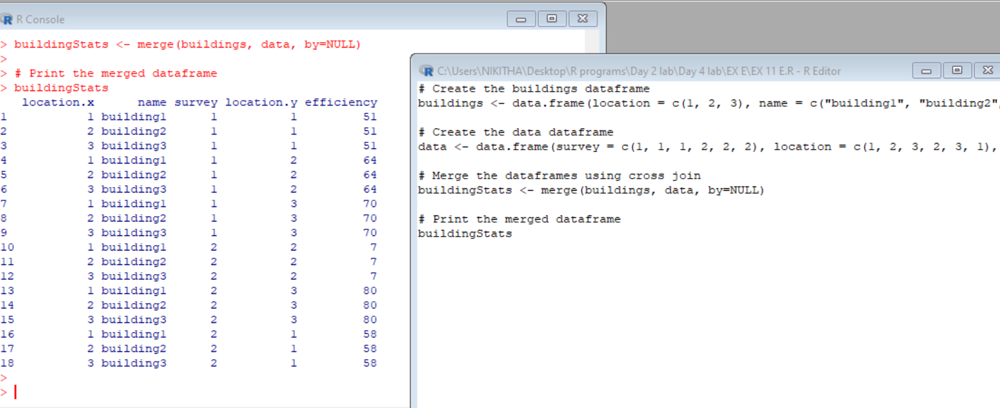 R Console
> buildingStats <- merge(buildings, data, by=NULL)
>
> # Print the merged dataframe
> buildingStats
location.x name survey location.y efficiency
1 1 building1 1 1 51
2 2 building2 1 1 51
3 3 building3 1 1 51
4 1 building1 1 2 64
5 2 building2 1 2 64
6 3 building3 1 2 64
7 1 building1 1 3 70
8 2 building2 1 3 70
9 3 building3 1 3 70
10 1 building1 2 2 7
11 2 building2 2 2 7
12 3 building3 2 2 7
13 1 building1 2 3 80
14 2 building2 2 3 80
15 3 building3 2 3 80
16 1 building1 2 1 58
17 2 building2 2 1 58
18 3 building3 2 1 58
>
>
C:\Users\NIKITHA\Desktop\R programs\Day 2 lab\Day 4 lab\EX E\EX 11 E.R - R Editor
# Create the buildings dataframe
buildings <- data.frame(location = c(1, 2, 3), name = c("building1", "building2",
# Create the data dataframe
data <- data.frame(survey = c(1, 1, 1, 2, 2, 2), location = c(1, 2, 3, 2, 3, 1),
# Merge the dataframes using cross join
buildingStats <- merge(buildings, data, by=NULL)
# Print the merged dataframe
buildingStats